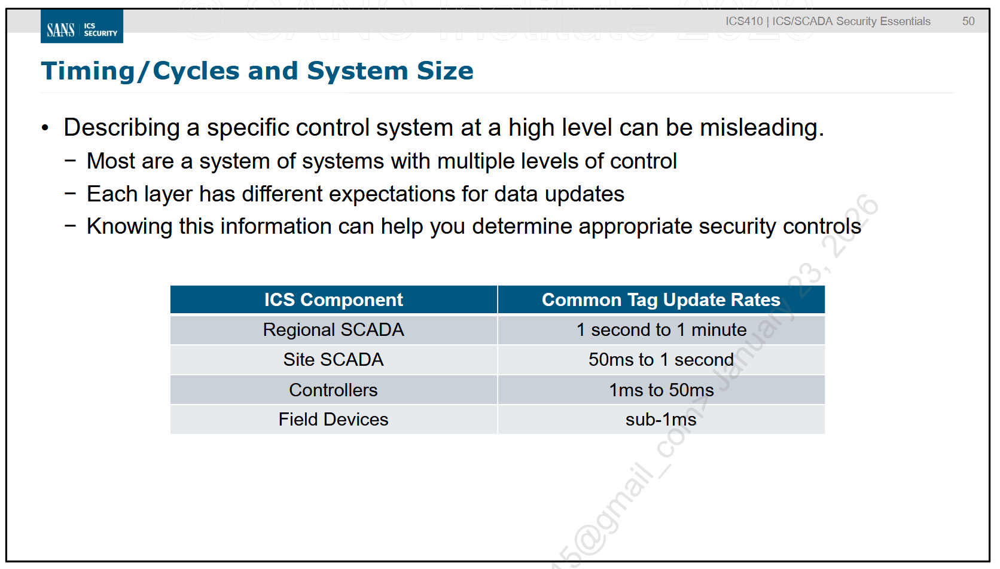 © SANS Institute 2026
SANS
ICS
SECURITY
ICS410 | ICS/SCADA Security Essentials 50
Timing/Cycles and System Size
• Describing a specific control system at a high level can be misleading.
− Most are a system of systems with multiple levels of control
− Each layer has different expectations for data updates
− Knowing this information can help you determine appropriate security controls
ICS Component Common Tag Update Rates
Regional SCADA 1 second to 1 minute
Site SCADA 50ms to 1 second
Controllers 1ms to 50ms
Field Devices sub-1ms
15@gmail_com> January 23, 2026